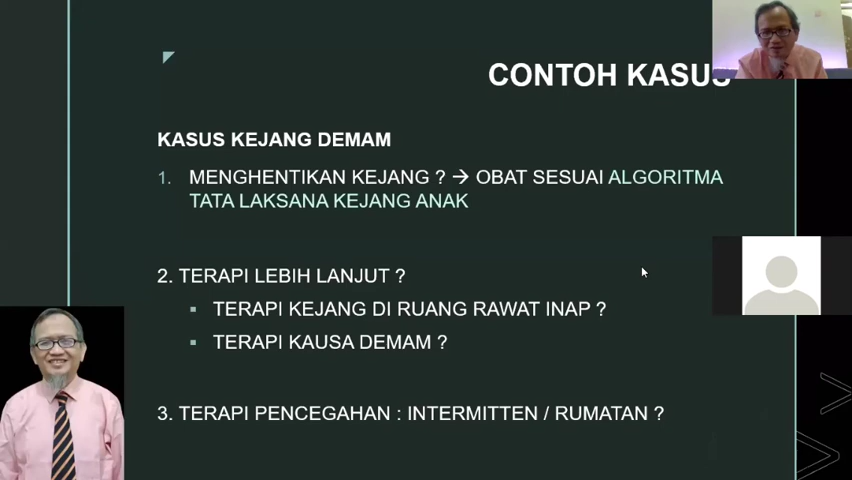 CONTOH KASUS
KASUS KEJANG DEMAM
1. MENGHENTIKAN KEJANG ? → OBAT SESUAI ALGORITMA
TATA LAKSANA KEJANG ANAK
2. TERAPI LEBIH LANJUT ?
▪ TERAPI KEJANG DI RUANG RAWAT INAP ?
▪ TERAPI KAUSA DEMAM ?
3. TERAPI PENCEGAHAN : INTERMITTEN / RUMATAN ?